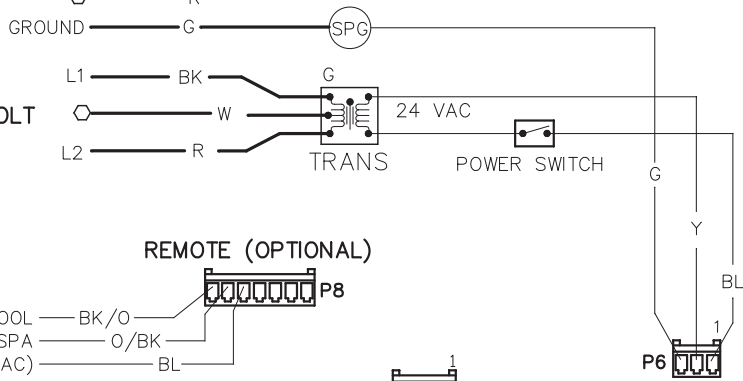 GROUND
G
SPG
L1
BK
G
OLT
W
24 VAC
L2
R
TRANS
POWER SWITCH
G
Y
BL
REMOTE (OPTIONAL)
P8
OOL
BK/O
SPA
O/BK
AC)
BL
1
P6
1